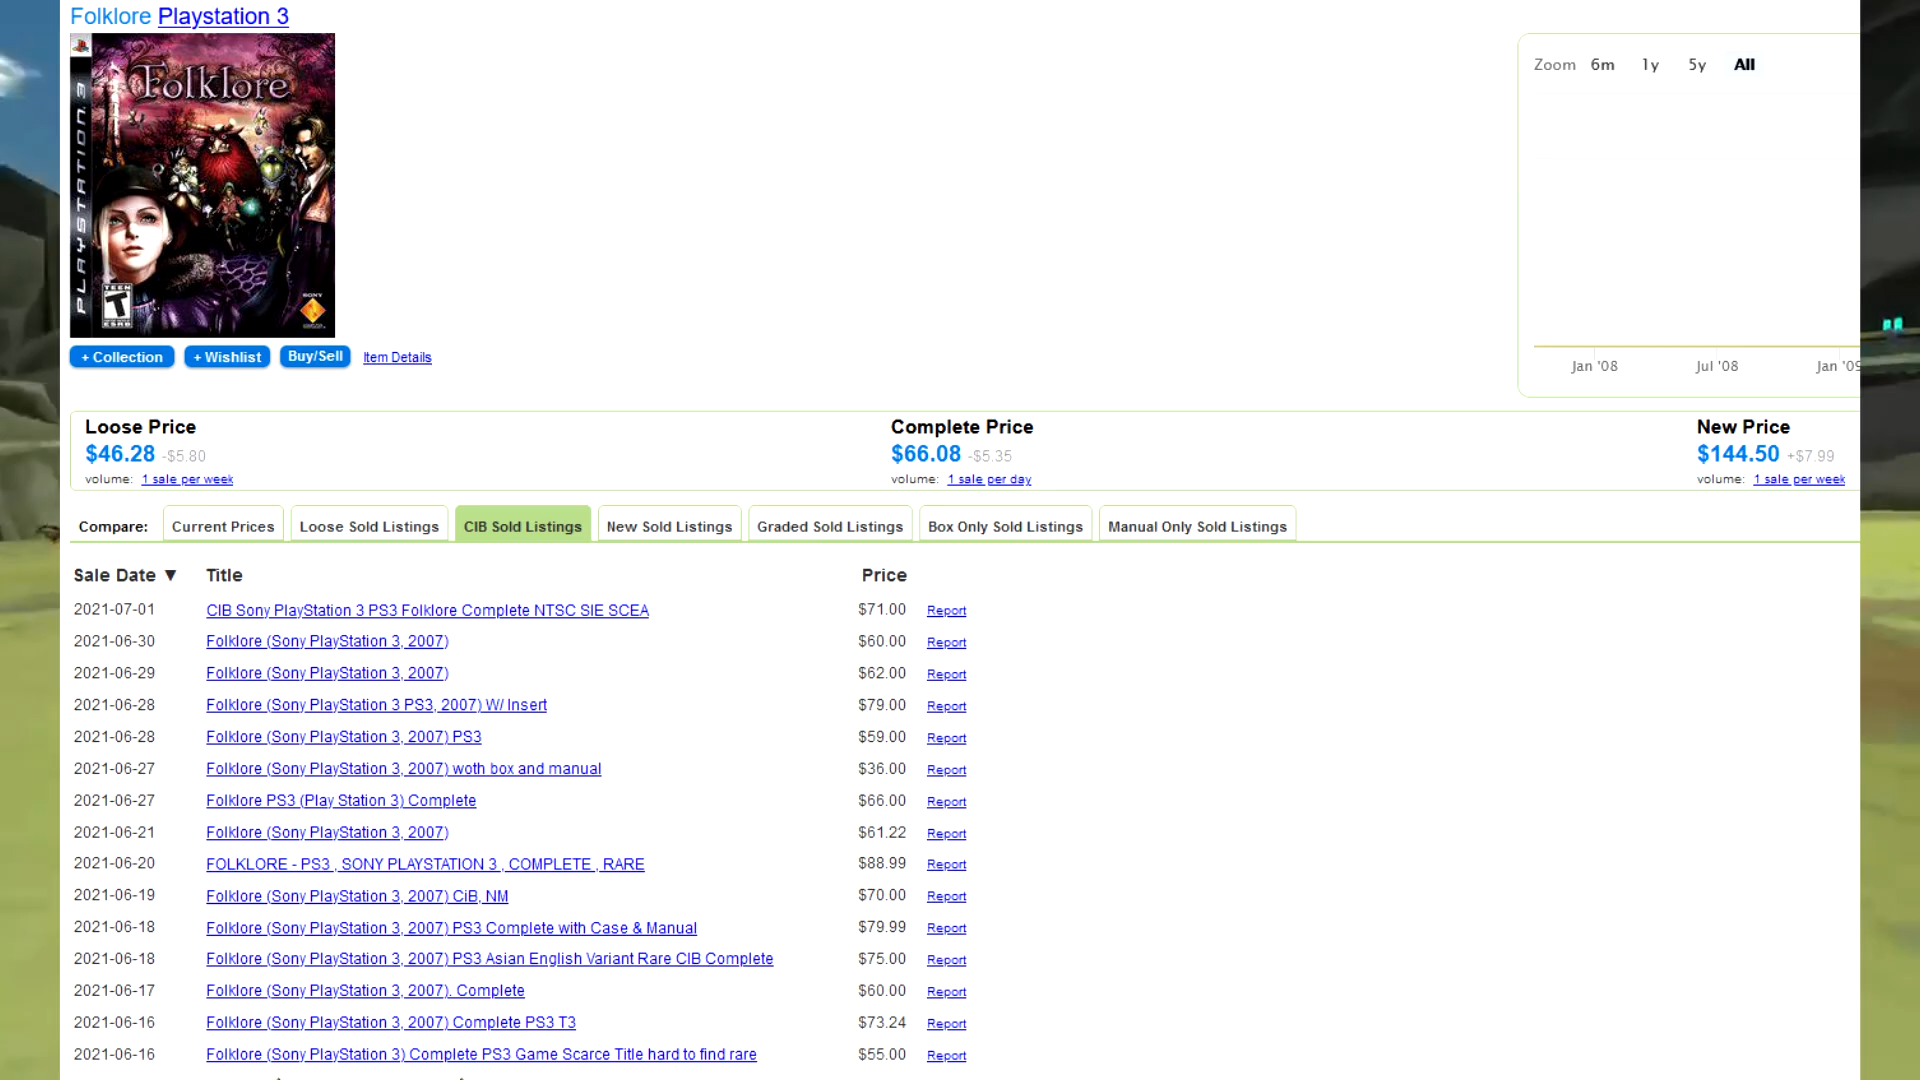 Folklore Playstation 3
PLAYSTATION 3
Folklore
TEEN
T
ESRB
SONY
+ Collection + Wishlist Buy/Sell Item Details
Zoom 6m 1y 5y All
Jan '08 Jul '08 Jan '09
Loose Price Complete Price New Price
$46.28 -$5.80 $66.08 -$5.35 $144.50 +$7.99
volume: 1 sale per week volume: 1 sale per day volume: 1 sale per week
Compare: Current Prices Loose Sold Listings CIB Sold Listings New Sold Listings Graded Sold Listings Box Only Sold Listings Manual Only Sold Listings
Sale Date ▼ Title Price
2021-07-01 CIB Sony PlayStation 3 PS3 Folklore Complete NTSC SIE SCEA $71.00 Report
2021-06-30 Folklore (Sony PlayStation 3, 2007) $60.00 Report
2021-06-29 Folklore (Sony PlayStation 3, 2007) $62.00 Report
2021-06-28 Folklore (Sony PlayStation 3 PS3, 2007) W/ Insert $79.00 Report
2021-06-28 Folklore (Sony PlayStation 3, 2007) PS3 $59.00 Report
2021-06-27 Folklore (Sony PlayStation 3, 2007) woth box and manual $36.00 Report
2021-06-27 Folklore PS3 (Play Station 3) Complete $66.00 Report
2021-06-21 Folklore (Sony PlayStation 3, 2007) $61.22 Report
2021-06-20 FOLKLORE - PS3 , SONY PLAYSTATION 3 , COMPLETE , RARE $88.99 Report
2021-06-19 Folklore (Sony PlayStation 3, 2007) CiB, NM $70.00 Report
2021-06-18 Folklore (Sony PlayStation 3, 2007) PS3 Complete with Case & Manual $79.99 Report
2021-06-18 Folklore (Sony PlayStation 3, 2007) PS3 Asian English Variant Rare CIB Complete $75.00 Report
2021-06-17 Folklore (Sony PlayStation 3, 2007). Complete $60.00 Report
2021-06-16 Folklore (Sony PlayStation 3, 2007) Complete PS3 T3 $73.24 Report
2021-06-16 Folklore (Sony PlayStation 3) Complete PS3 Game Scarce Title hard to find rare $55.00 Report